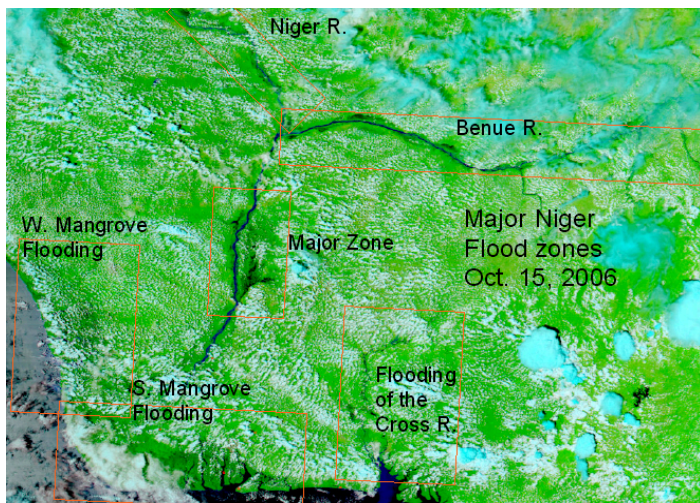 Niger R.
Benue R.
W. Mangrove
Flooding
Major Zone
Major Niger
Flood zones
Oct. 15, 2006
S. Mangrove
Flooding
Flooding
of the
Cross R.